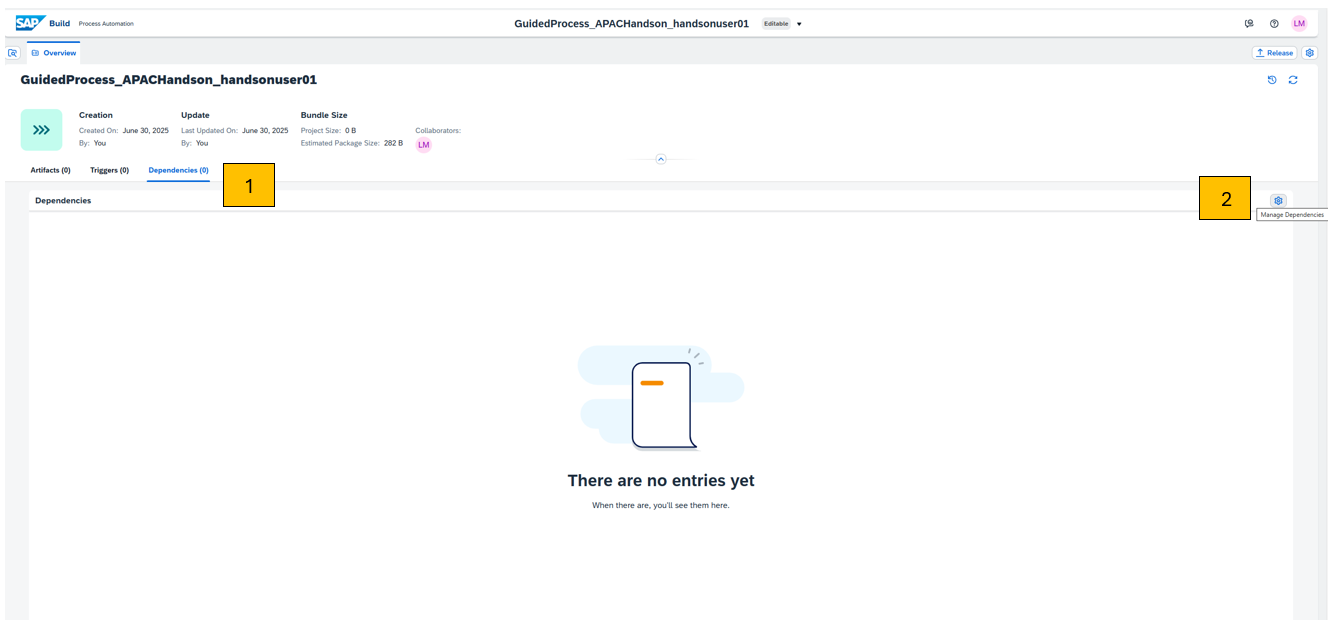 SAP Build Process Automation GuidedProcess_APACHandson_handsonuser01 Editable LM
Overview Release
GuidedProcess_APACHandson_handsonuser01
Creation Update Bundle Size
Created On: June 30, 2025 Last Updated On: June 30, 2025 Project Size: 0 B Collaborators:
By: You By: You Estimated Package Size: 282 B LM
Artifacts (0) Triggers (0) Dependencies (0) 1
Dependencies 2
Manage Dependencies
There are no entries yet
When there are, you'll see them here.